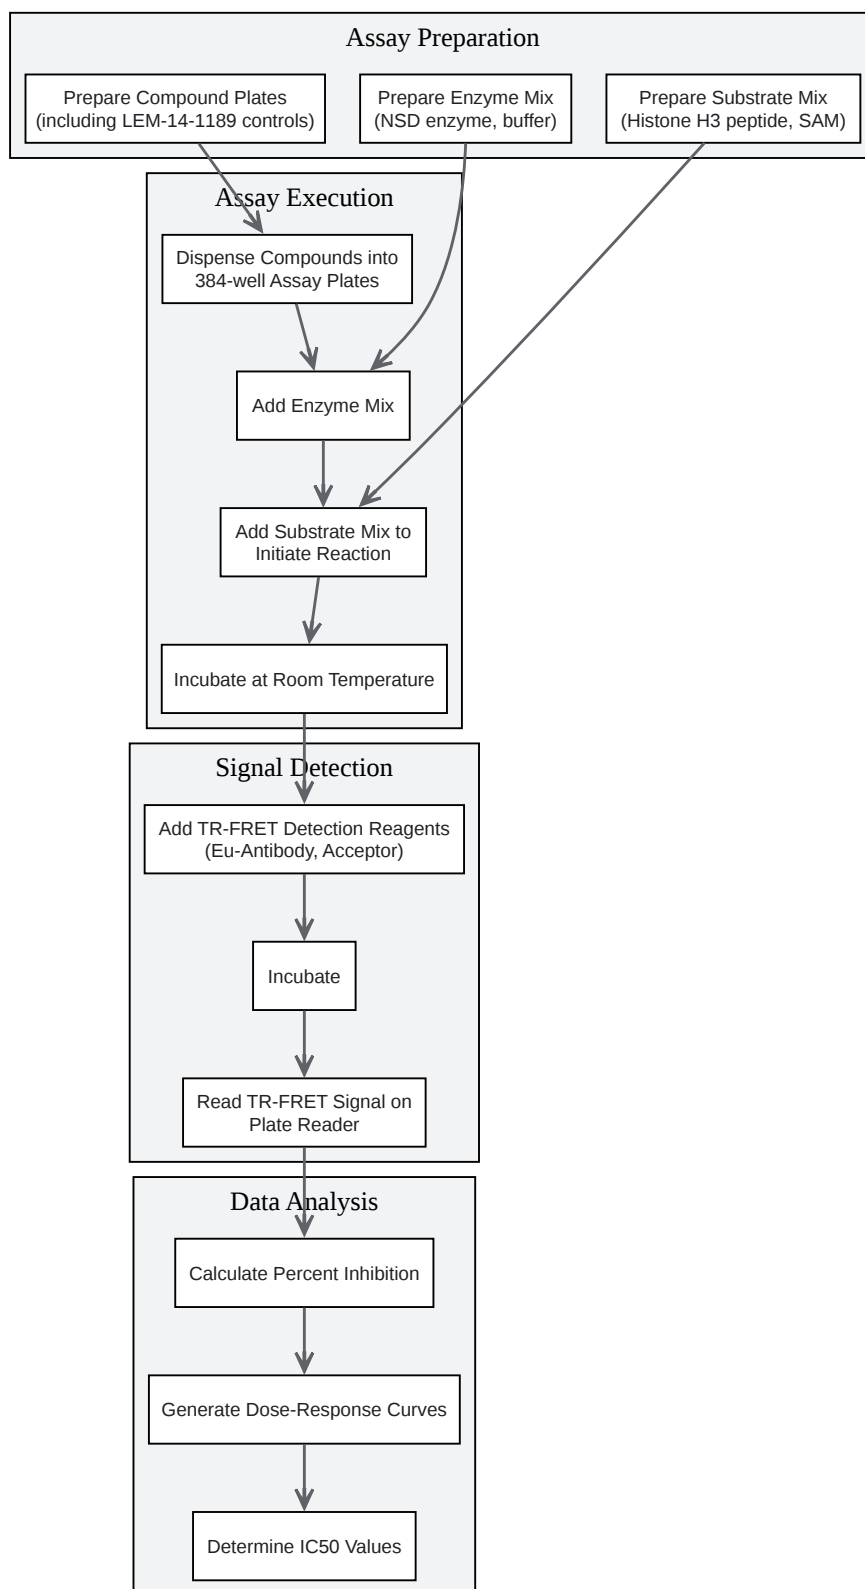 Assay Preparation
Prepare Compound Plates
(including LEM-14-1189 controls)
Prepare Enzyme Mix
(NSD enzyme, buffer)
Prepare Substrate Mix
(Histone H3 peptide, SAM)
Assay Execution
Dispense Compounds into
384-well Assay Plates
Add Enzyme Mix
Add Substrate Mix to
Initiate Reaction
Incubate at Room Temperature
Signal Detection
Add TR-FRET Detection Reagents
(Eu-Antibody, Acceptor)
Incubate
Read TR-FRET Signal on
Plate Reader
Data Analysis
Calculate Percent Inhibition
Generate Dose-Response Curves
Determine IC50 Values